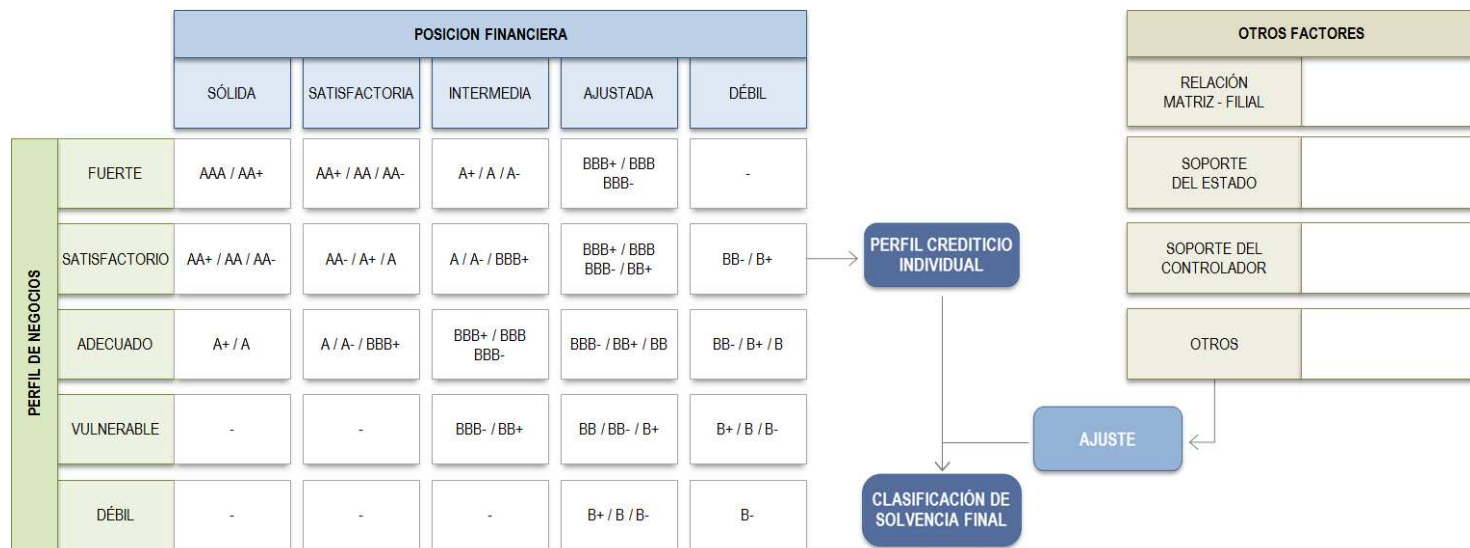 POSICION FINANCIERA
SÓLIDA SATISFACTORIA INTERMEDIA AJUSTADA DÉBIL
PERFIL DE NEGOCIOS
FUERTE AAA / AA+ AA+ / AA / AA- A+ / A / A- BBB+ / BBB
BBB- -
SATISFACTORIO AA+ / AA / AA- AA- / A+ / A A / A- / BBB+ BBB+ / BBB
BBB- / BB+ BB- / B+
ADECUADO A+ / A A / A- / BBB+ BBB+ / BBB
BBB- BBB- / BB+ / BB BB- / B+ / B
VULNERABLE - - BBB- / BB+ BB / BB- / B+ B+ / B / B-
DÉBIL - - - B+ / B / B- B-
PERFIL CREDITICIO
INDIVIDUAL
OTROS FACTORES
RELACIÓN
MATRIZ - FILIAL
SOPORTE
DEL ESTADO
SOPORTE DEL
CONTROLADOR
OTROS
AJUSTE
CLASIFICACIÓN DE
SOLVENCIA FINAL